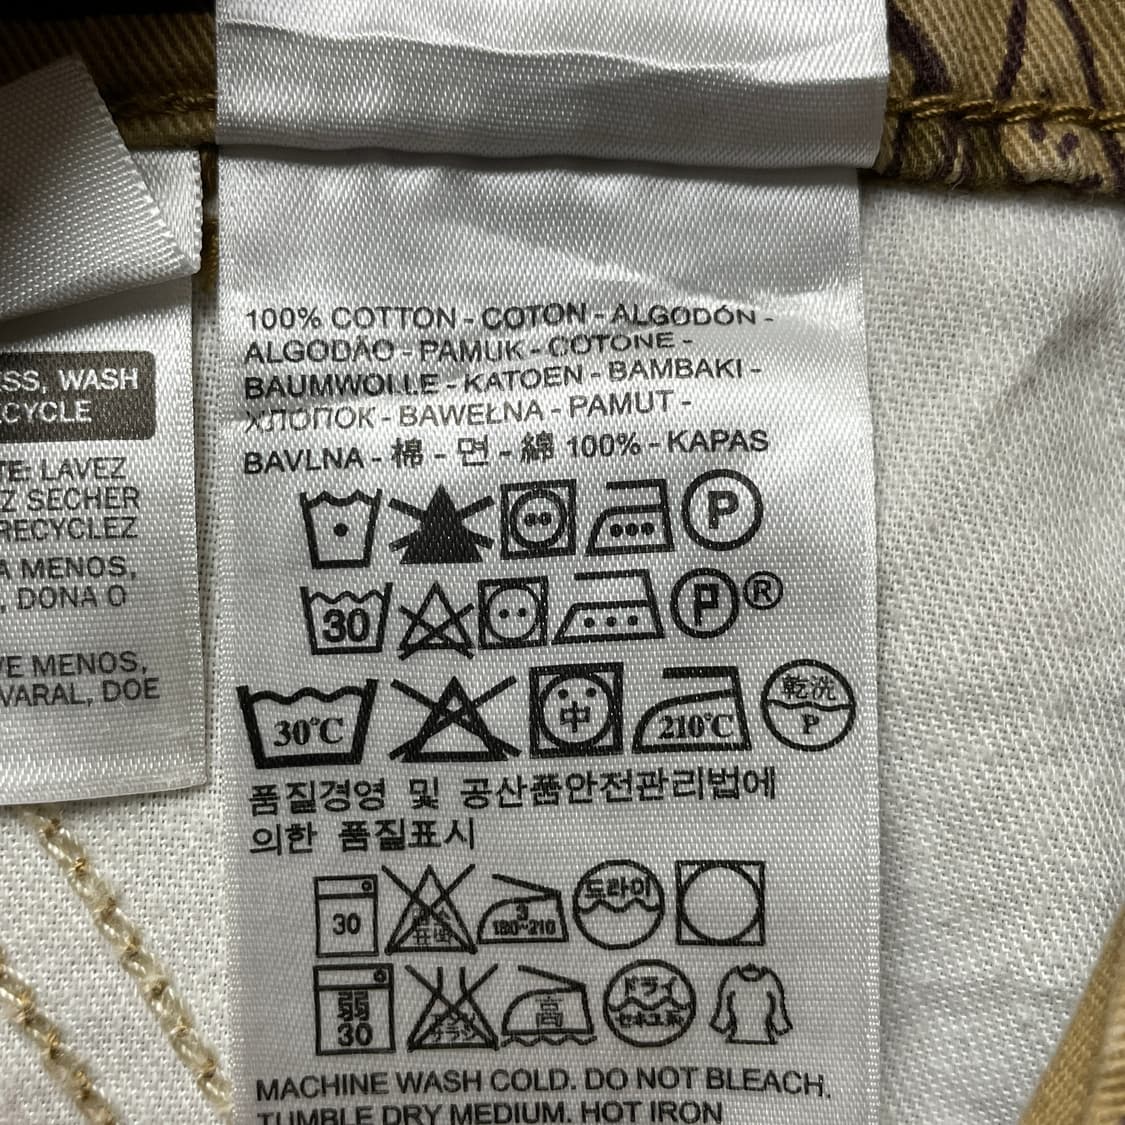 SS, WASH
CYCLE
TE: LAVEZ
Z SECHER
RECYCLEZ
A MENOS,
, DONA O
VE MENOS,
VARAL, DOE
100% COTTON - COTON - ALGODÓN -
ALGODÃO - PAMUK - COTONE -
BAUMWOLLE - KATOEN - BAMBAKI -
ХЛОПОК - BAWEŁNA - PAMUT -
BAVLNA - 棉 - 면 - 綿 100% - KAPAS
P
30 P ®
30°C 中 210°C 乾洗 P
품질경영 및 공산품안전관리법에
의한 품질표시
30 3 180~210 드라이
弱 30 高 ドライ
MACHINE WASH COLD. DO NOT BLEACH.
TUMBLE DRY MEDIUM. HOT IRON